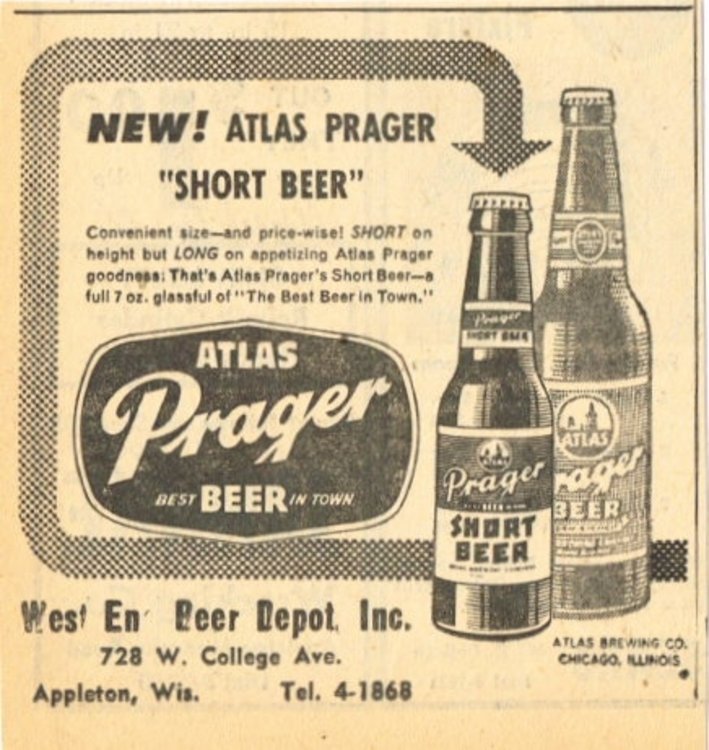 NEW! ATLAS PRAGER
"SHORT BEER"
Convenient size—and price-wise! SHORT on
height but LONG on appetizing Atlas Prager
goodness: That's Atlas Prager's Short Beer—a
full 7 oz. glassful of "The Best Beer in Town."
ATLAS
Prager
BEST BEER IN TOWN
Prager
SHORT BEER
ATLAS
Prager
SHORT
BEER
ATLAS
rager
BEER
West En Beer Depot, Inc.
728 W. College Ave.
Appleton, Wis. Tel. 4-1868
ATLAS BREWING CO.
CHICAGO, ILLINOIS